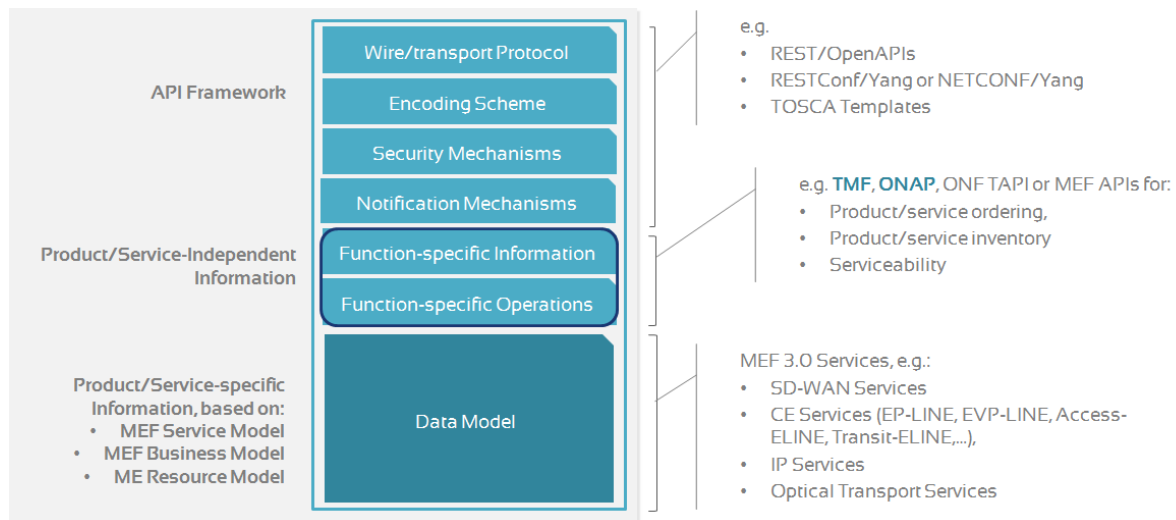 API Framework
Wire/transport Protocol
Encoding Scheme
Security Mechanisms
Notification Mechanisms
e.g.
• REST/OpenAPIs
• RESTConf/Yang or NETCONF/Yang
• TOSCA Templates
Product/Service-Independent
Information
Function-specific Information
Function-specific Operations
e.g. TMF, ONAP, ONF TAPI or MEF APIs for:
• Product/service ordering,
• Product/service inventory
• Serviceability
Product/Service-specific
Information, based on:
• MEF Service Model
• MEF Business Model
• ME Resource Model
Data Model
MEF 3.0 Services, e.g.:
• SD-WAN Services
• CE Services (EP-LINE, EVP-LINE, Access-
ELINE, Transit-ELINE,...),
• IP Services
• Optical Transport Services